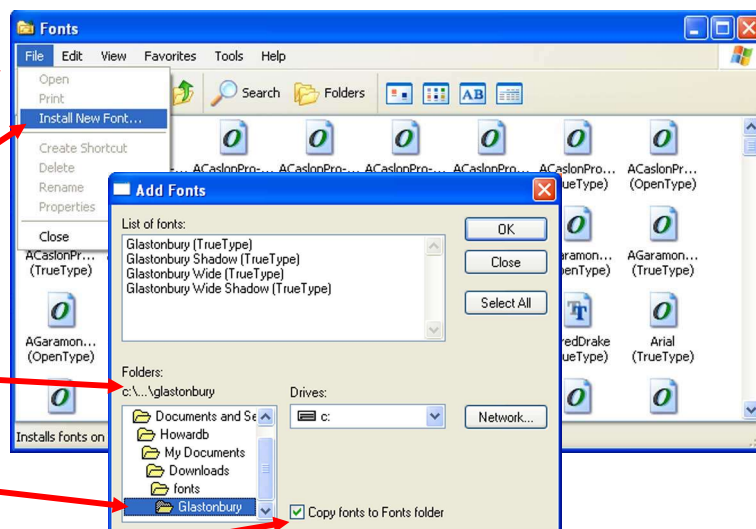 Fonts
File Edit View Favorites Tools Help
Open
Print
Install New Font...
Create Shortcut
Delete
Rename
Properties
Close
Search Folders
ACaslonPro-... ACaslonPro-... ACaslonPro-... ACaslonPro... ACaslonPr...
(OpenType)
ACaslonPr...
(TrueType)
AGaramon...
(TrueType)
AGaramon...
(OpenType)
Arial
(TrueType)
Installs fonts on
Add Fonts
List of fonts:
Glastonbury (TrueType)
Glastonbury Shadow (TrueType)
Glastonbury Wide (TrueType)
Glastonbury Wide Shadow (TrueType)
OK
Close
Select All
Folders:
c:\...\glastonbury
Drives:
c:
Network...
Documents and Se
Howardb
My Documents
Downloads
fonts
Glastonbury
Copy fonts to Fonts folder